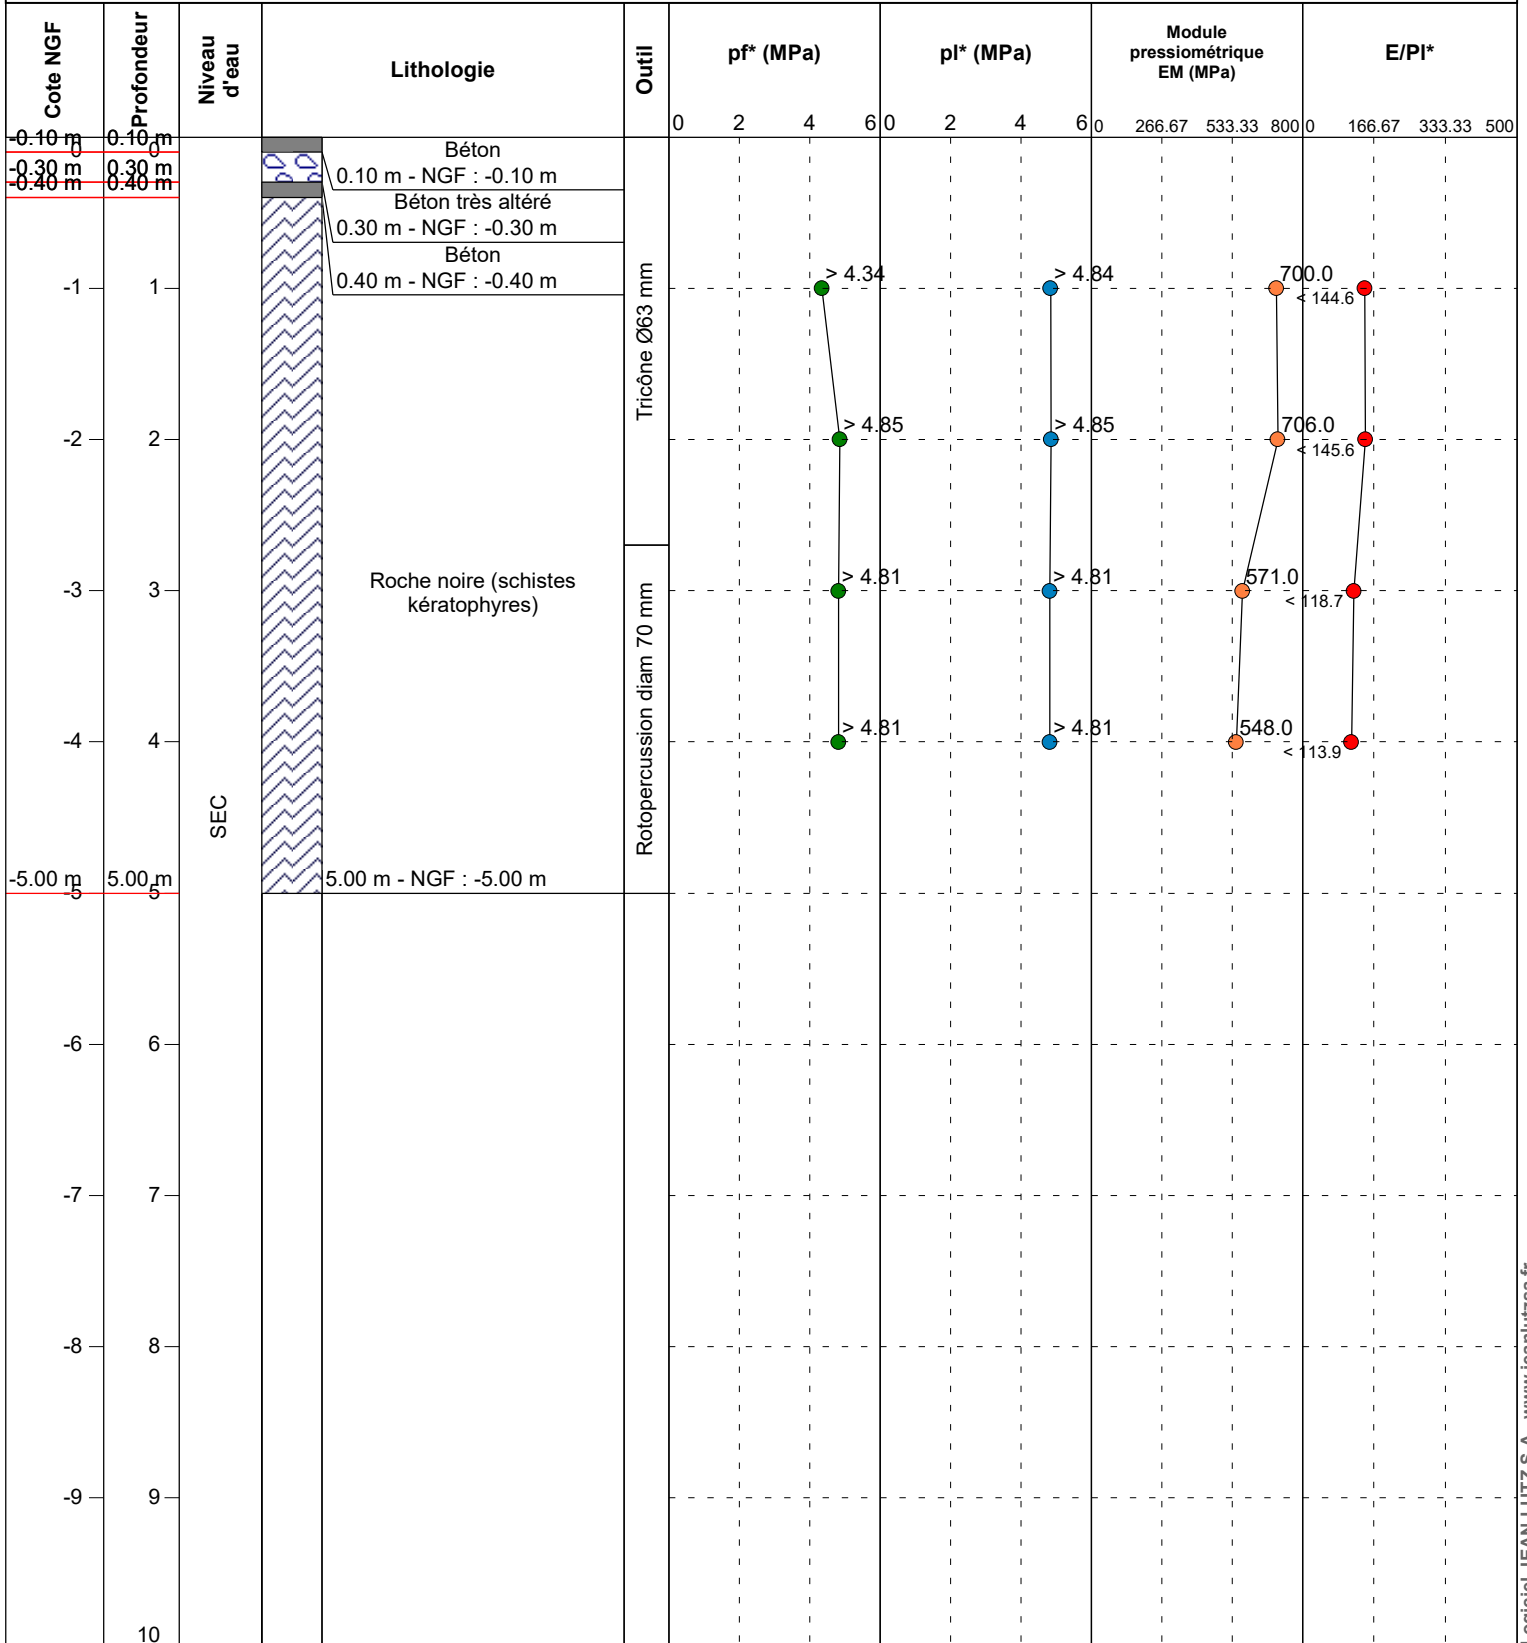 Cote NGF
Profondeur
Niveau
d'eau
Lithologie
Outil
pf* (MPa)
pl* (MPa)
Module
pressiométrique
EM (MPa)
E/Pl*
0 2 4 6
0 2 4 6
0 266.67 533.33 800
0 166.67 333.33 500
-0.10 m 0.10 m
0 0
-0.30 m 0.30 m
-0.40 m 0.40 m
Béton
0.10 m - NGF : -0.10 m
Béton très altéré
0.30 m - NGF : -0.30 m
Béton
0.40 m - NGF : -0.40 m
Tricône Ø63 mm
-1 1
> 4.34
> 4.84
700.0
< 144.6
-2 2
> 4.85
> 4.85
706.0
< 145.6
Roche noire (schistes
kératophyres)
Rotopercussion diam 70 mm
-3 3
> 4.81
> 4.81
571.0
< 118.7
-4 4
> 4.81
> 4.81
548.0
< 113.9
SEC
-5.00 m 5.00 m
-5 5
5.00 m - NGF : -5.00 m
-6 6
-7 7
-8 8
-9 9
10
JEAN LUTZ S.A - www.jeanlutzsa.fr